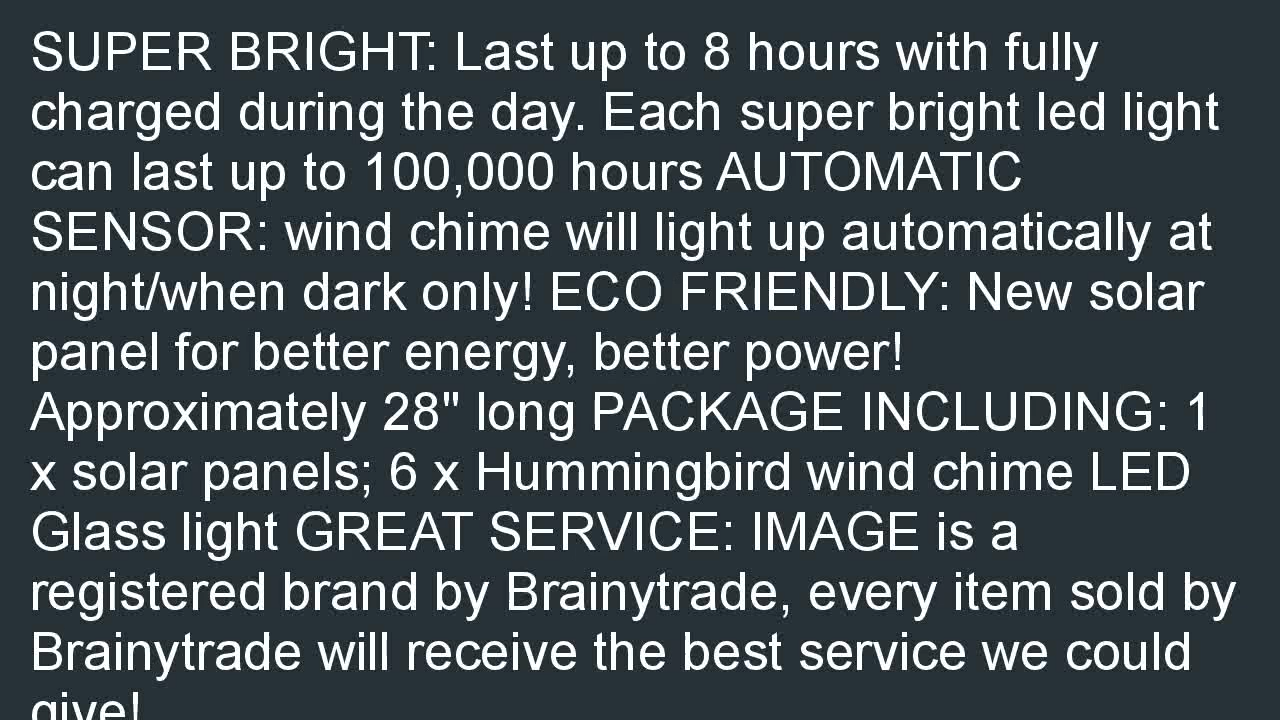 SUPER BRIGHT: Last up to 8 hours with fully
charged during the day. Each super bright led light
can last up to 100,000 hours AUTOMATIC
SENSOR: wind chime will light up automatically at
night/when dark only! ECO FRIENDLY: New solar
panel for better energy, better power!
Approximately 28" long PACKAGE INCLUDING: 1
x solar panels; 6 x Hummingbird wind chime LED
Glass light GREAT SERVICE: IMAGE is a
registered brand by Brainytrade, every item sold by
Brainytrade will receive the best service we could
give!